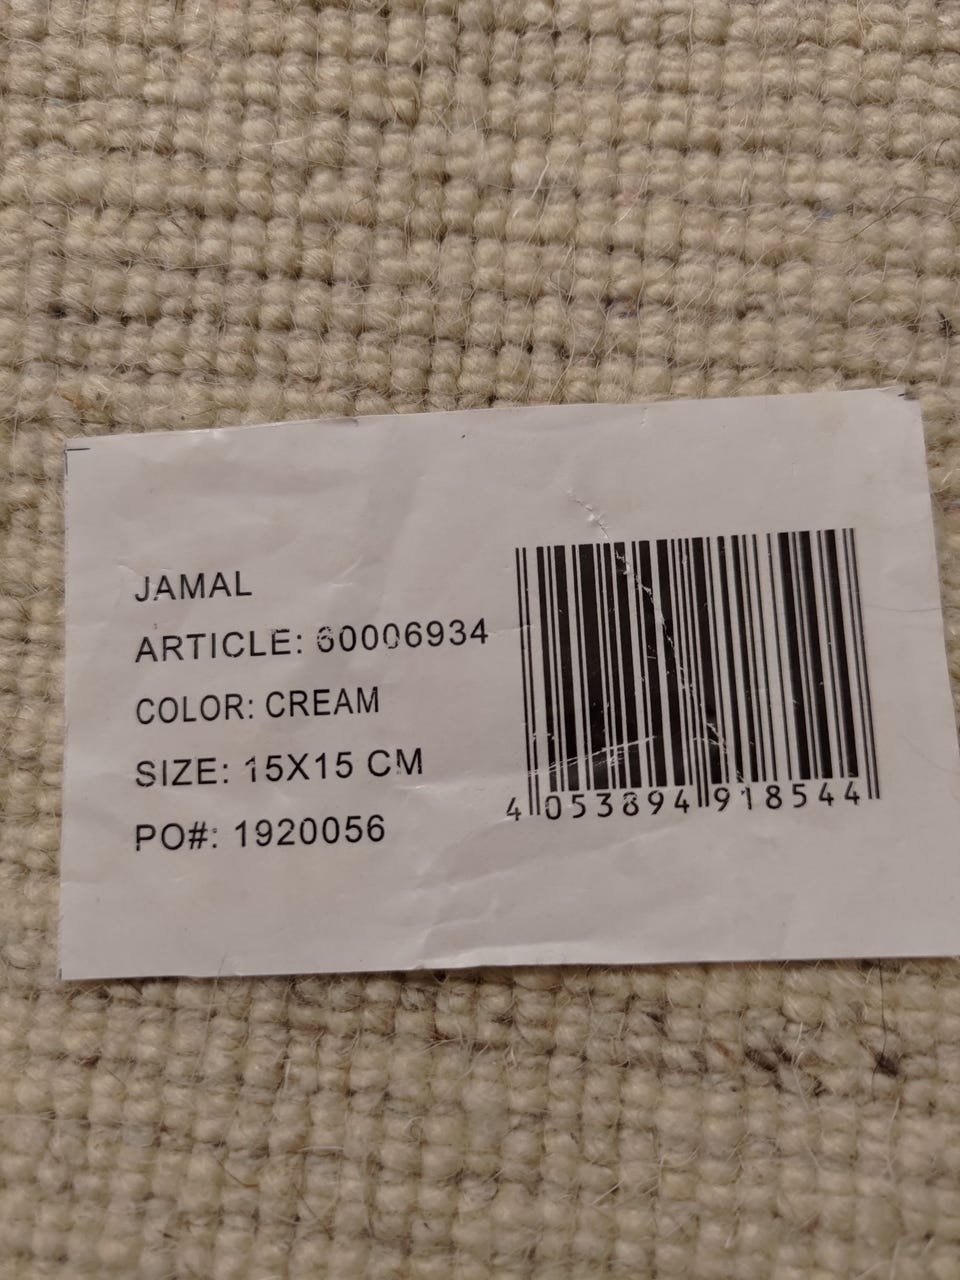 JAMAL
ARTICLE: 60006934
COLOR: CREAM
SIZE: 15X15 CM
PO#: 1920056
4 053894 918544